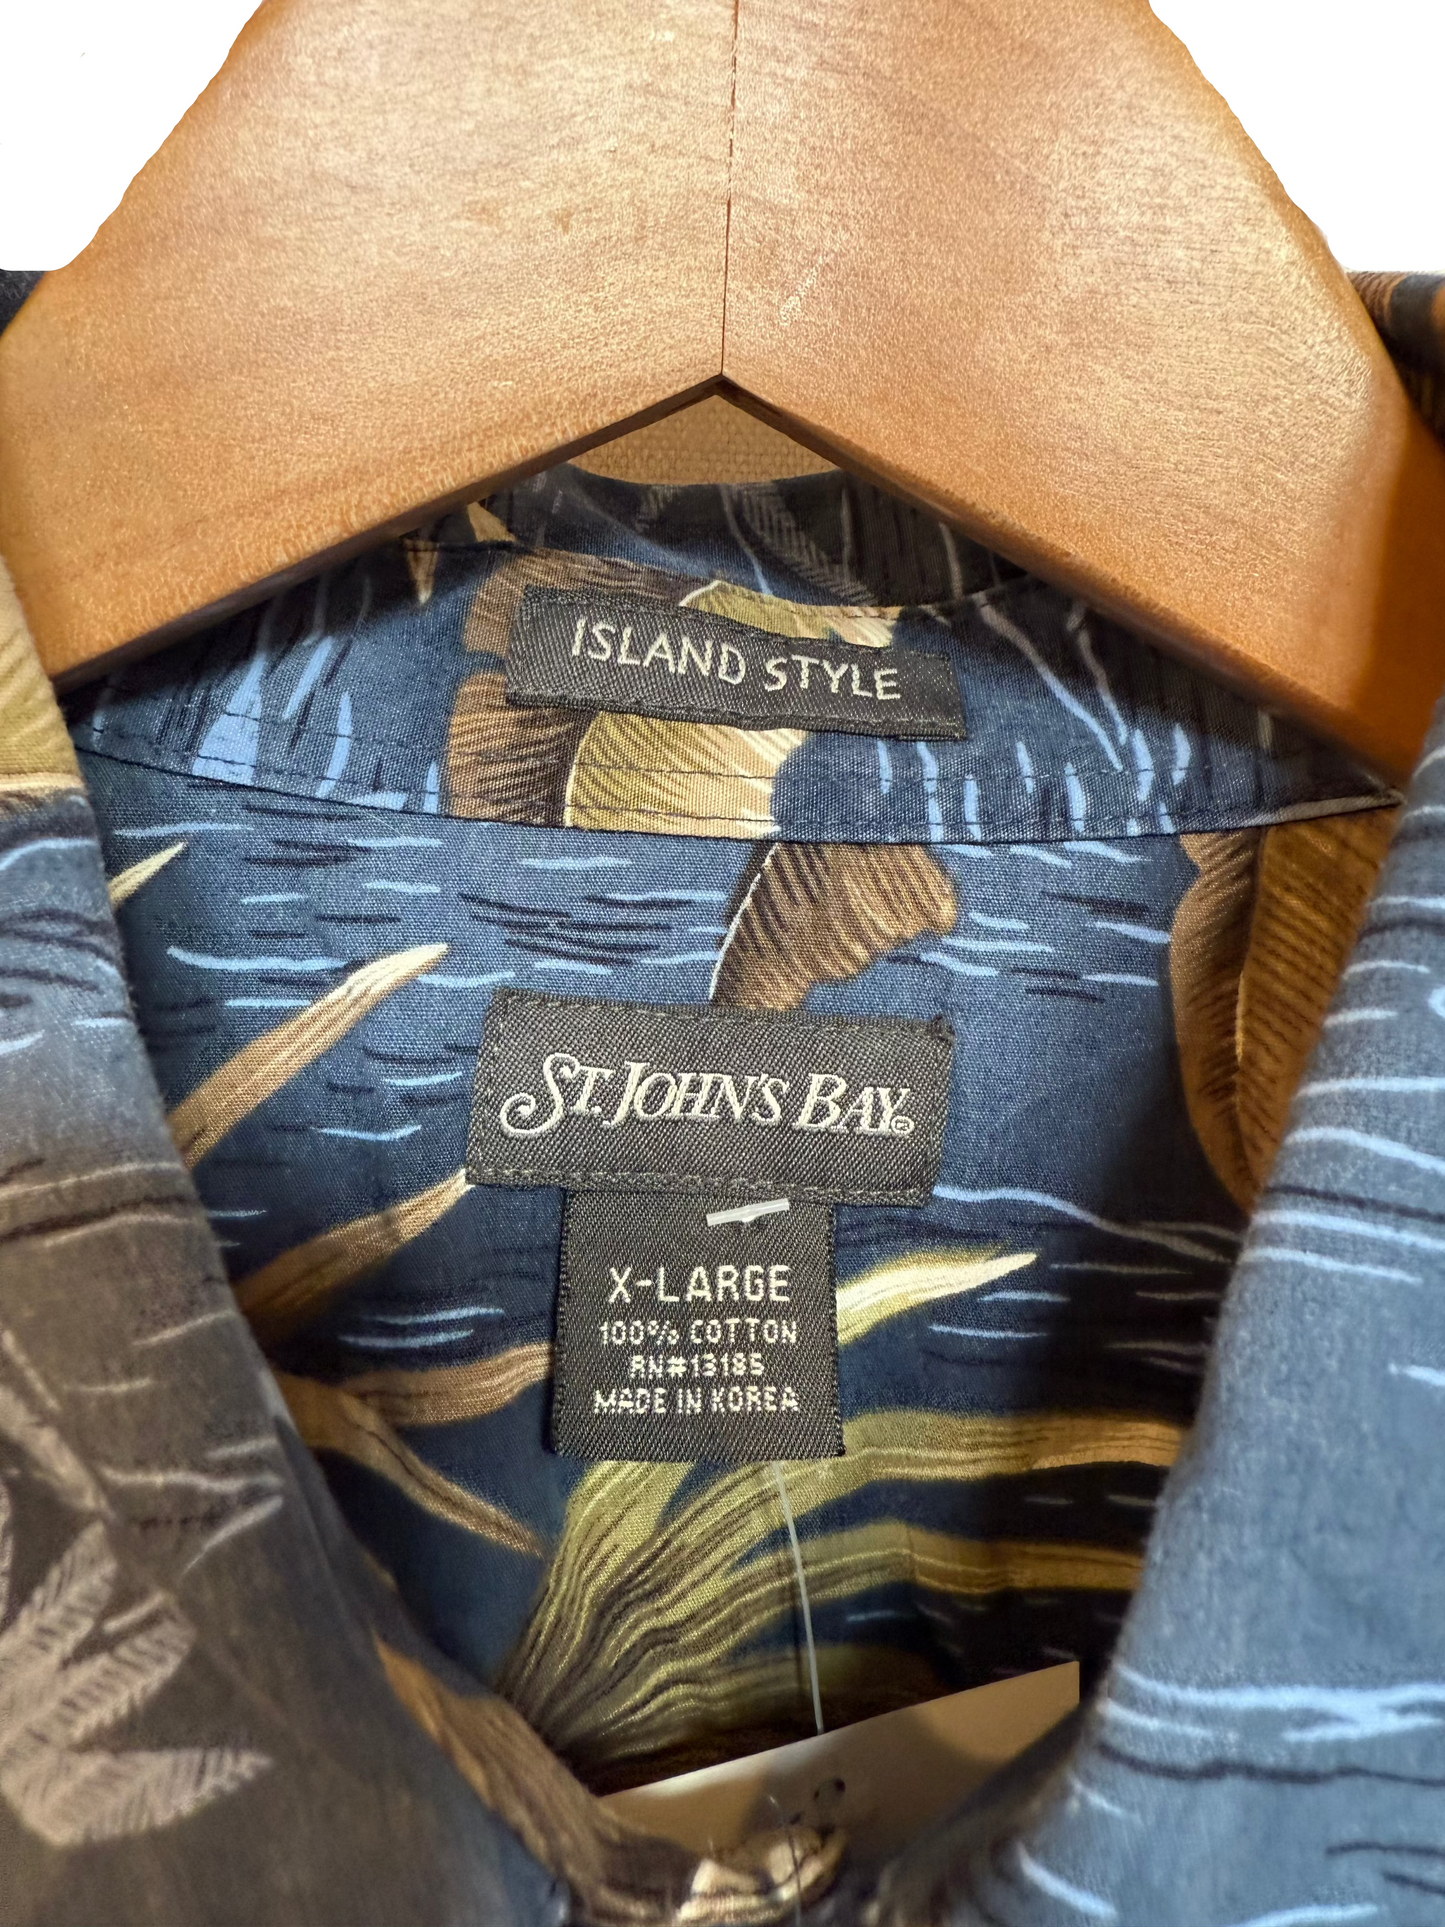 ISLAND STYLE
ST. JOHN'S BAY©
X-LARGE
100% COTTON
RN#13185
MADE IN KOREA